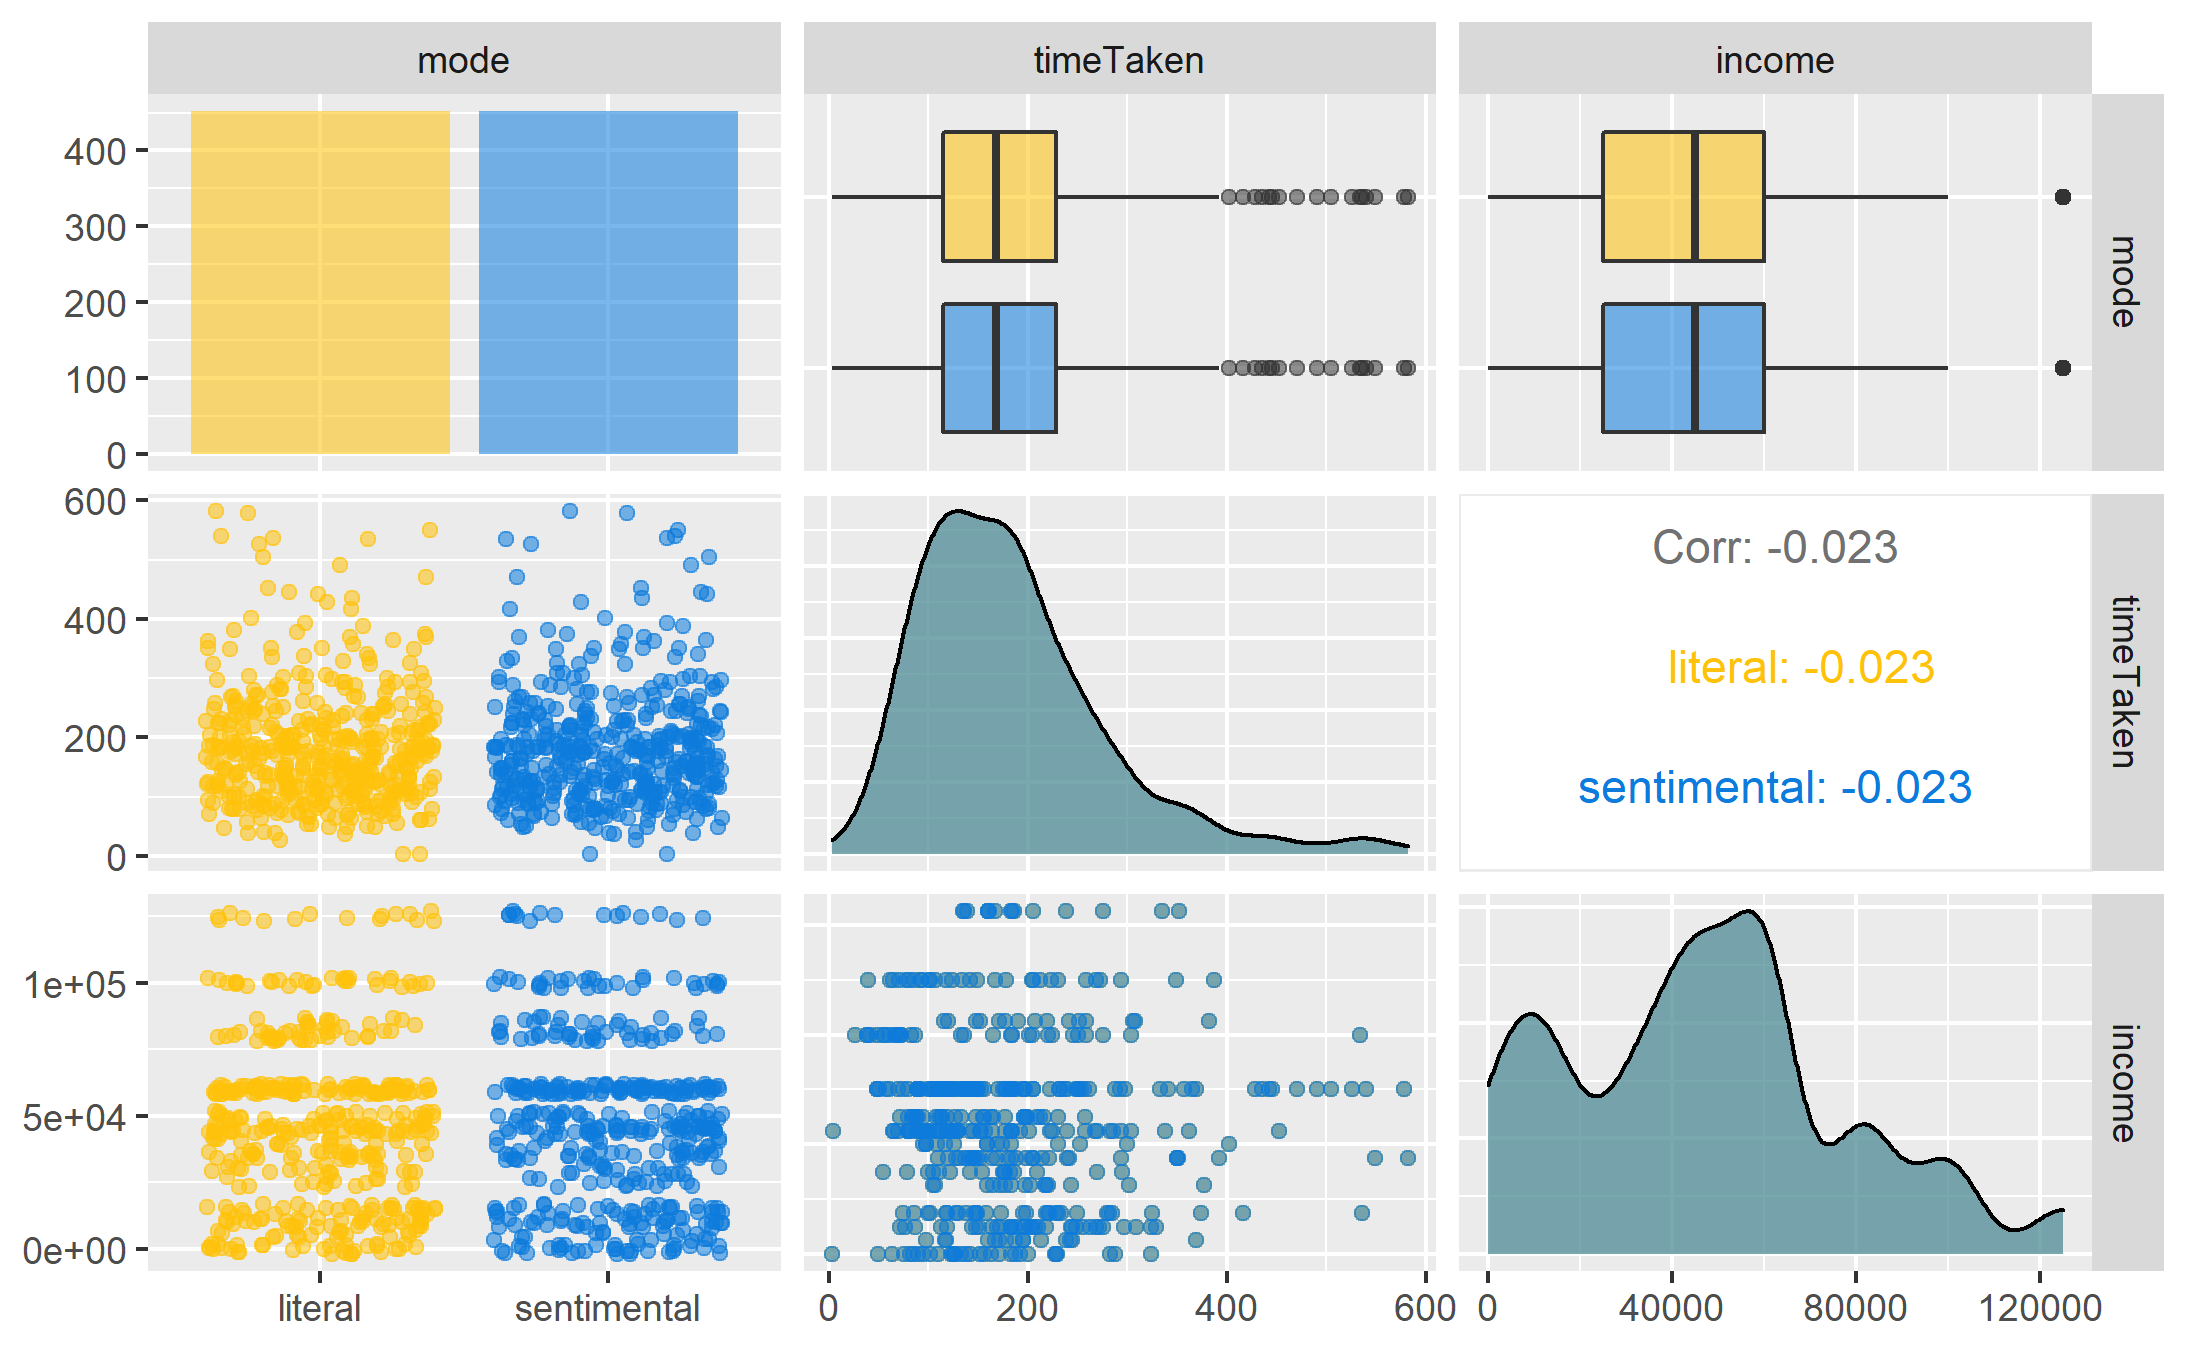 mode
timeTaken
income
400
300
200
100
0
mode
600
400
200
0
Corr: -0.023
literal: -0.023
sentimental: -0.023
timeTaken
1e+05
5e+04
0e+00
income
literal
sentimental
0
200
400
600
0
40000
80000
120000